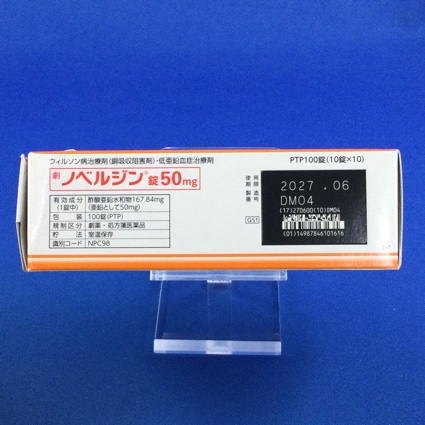 ウィルソン病治療剤(銅吸収阻害剤)・低亜鉛血症治療剤
PTP100錠(10錠×10)
劇 ノベルジン®錠50mg
有効成分(1錠中) 酢酸亜鉛水和物167.84mg(亜鉛として50mg)
包装 100錠(PTP)
規制区分 劇薬・処方箋医薬品
貯法 室温保存
識別コード NPC98
使用期限 2027.06
製造番号 DM04
(17)270600(10)DM04
GS1
(01)14987846101616